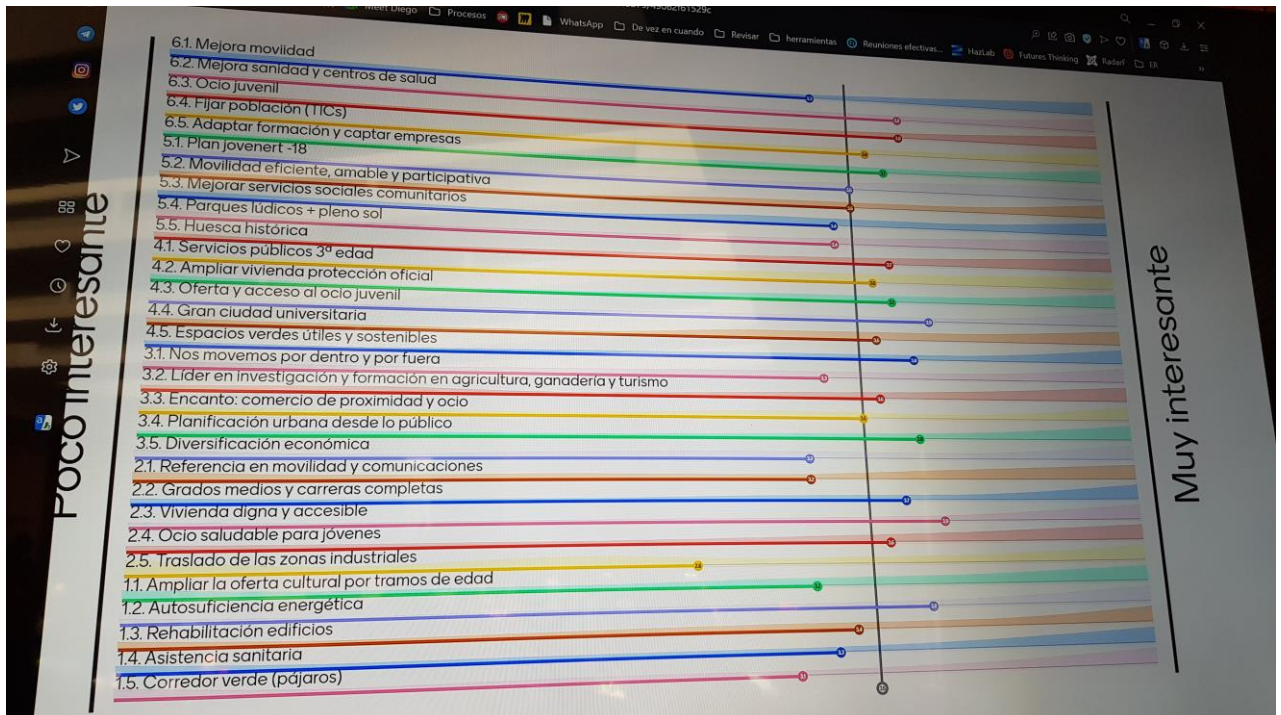 49082f61529c
Meet Diego Procesos WhatsApp De vez en cuando Revisar herramientas Reuniones efectivas... HazLab Futures Thinking Radarf ER
6.1. Mejora moviidad
6.2. Mejora sanidad y centros de salud
6.3. Ocio juvenil
6.4. Fijar población (TICs)
6.5. Adaptar formación y captar empresas
5.1. Plan jovenert -18
5.2. Movilidad eficiente, amable y participativa
5.3. Mejorar servicios sociales comunitarios
5.4. Parques lúdicos + pleno sol
5.5. Huesca histórica
4.1. Servicios públicos 3ª edad
4.2. Ampliar vivienda protección oficial
4.3. Oferta y acceso al ocio juvenil
4.4. Gran ciudad universitaria
4.5. Espacios verdes útiles y sostenibles
3.1. Nos movemos por dentro y por fuera
3.2. Líder en investigación y formación en agricultura, ganadería y turismo
3.3. Encanto: comercio de proximidad y ocio
3.4. Planificación urbana desde lo público
3.5. Diversificación económica
2.1. Referencia en movilidad y comunicaciones
2.2. Grados medios y carreras completas
2.3. Vivienda digna y accesible
2.4. Ocio saludable para jóvenes
2.5. Traslado de las zonas industriales
1.1. Ampliar la oferta cultural por tramos de edad
1.2. Autosuficiencia energética
1.3. Rehabilitación edificios
1.4. Asistencia sanitaria
1.5. Corredor verde (pájaros)
Poco interesante
Muy interesante